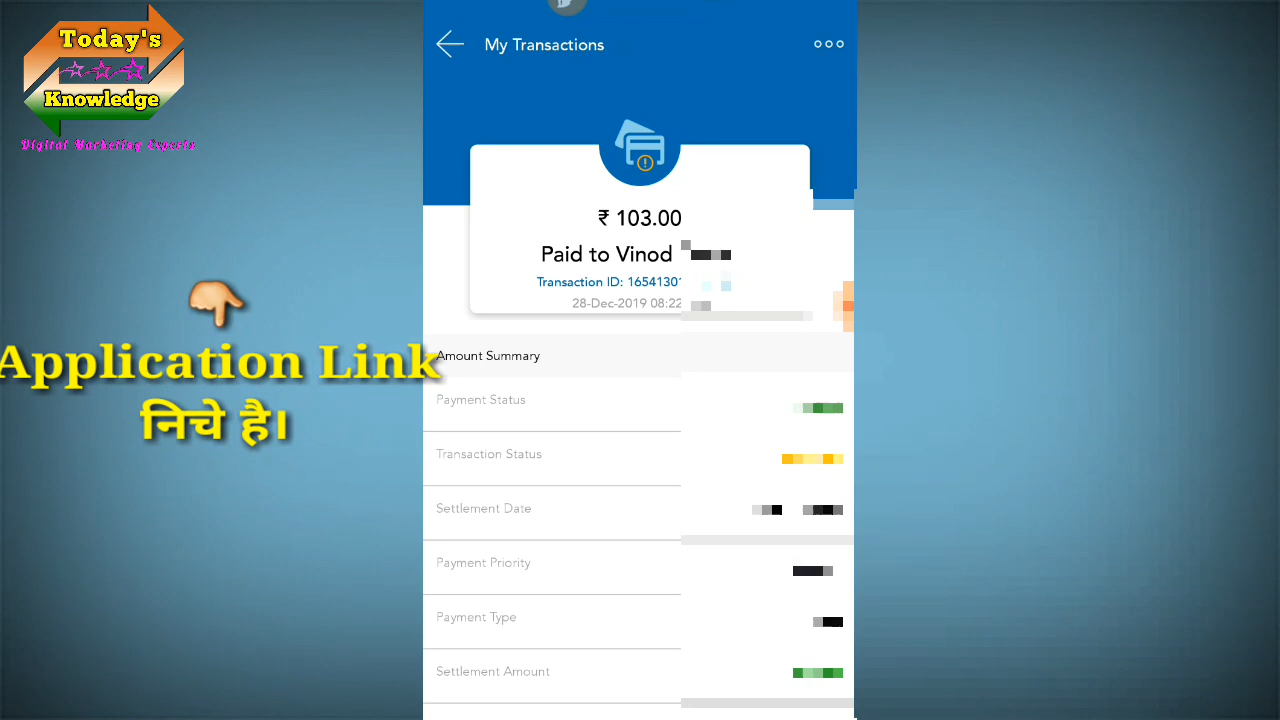 Today's
Knowledge
Digital Marketing Experts
My Transactions
₹ 103.00
Paid to Vinod
Transaction ID: 16541301
28-Dec-2019 08:22
Application Link
निचे है।
Amount Summary
Payment Status
Transaction Status
Settlement Date
Payment Priority
Payment Type
Settlement Amount